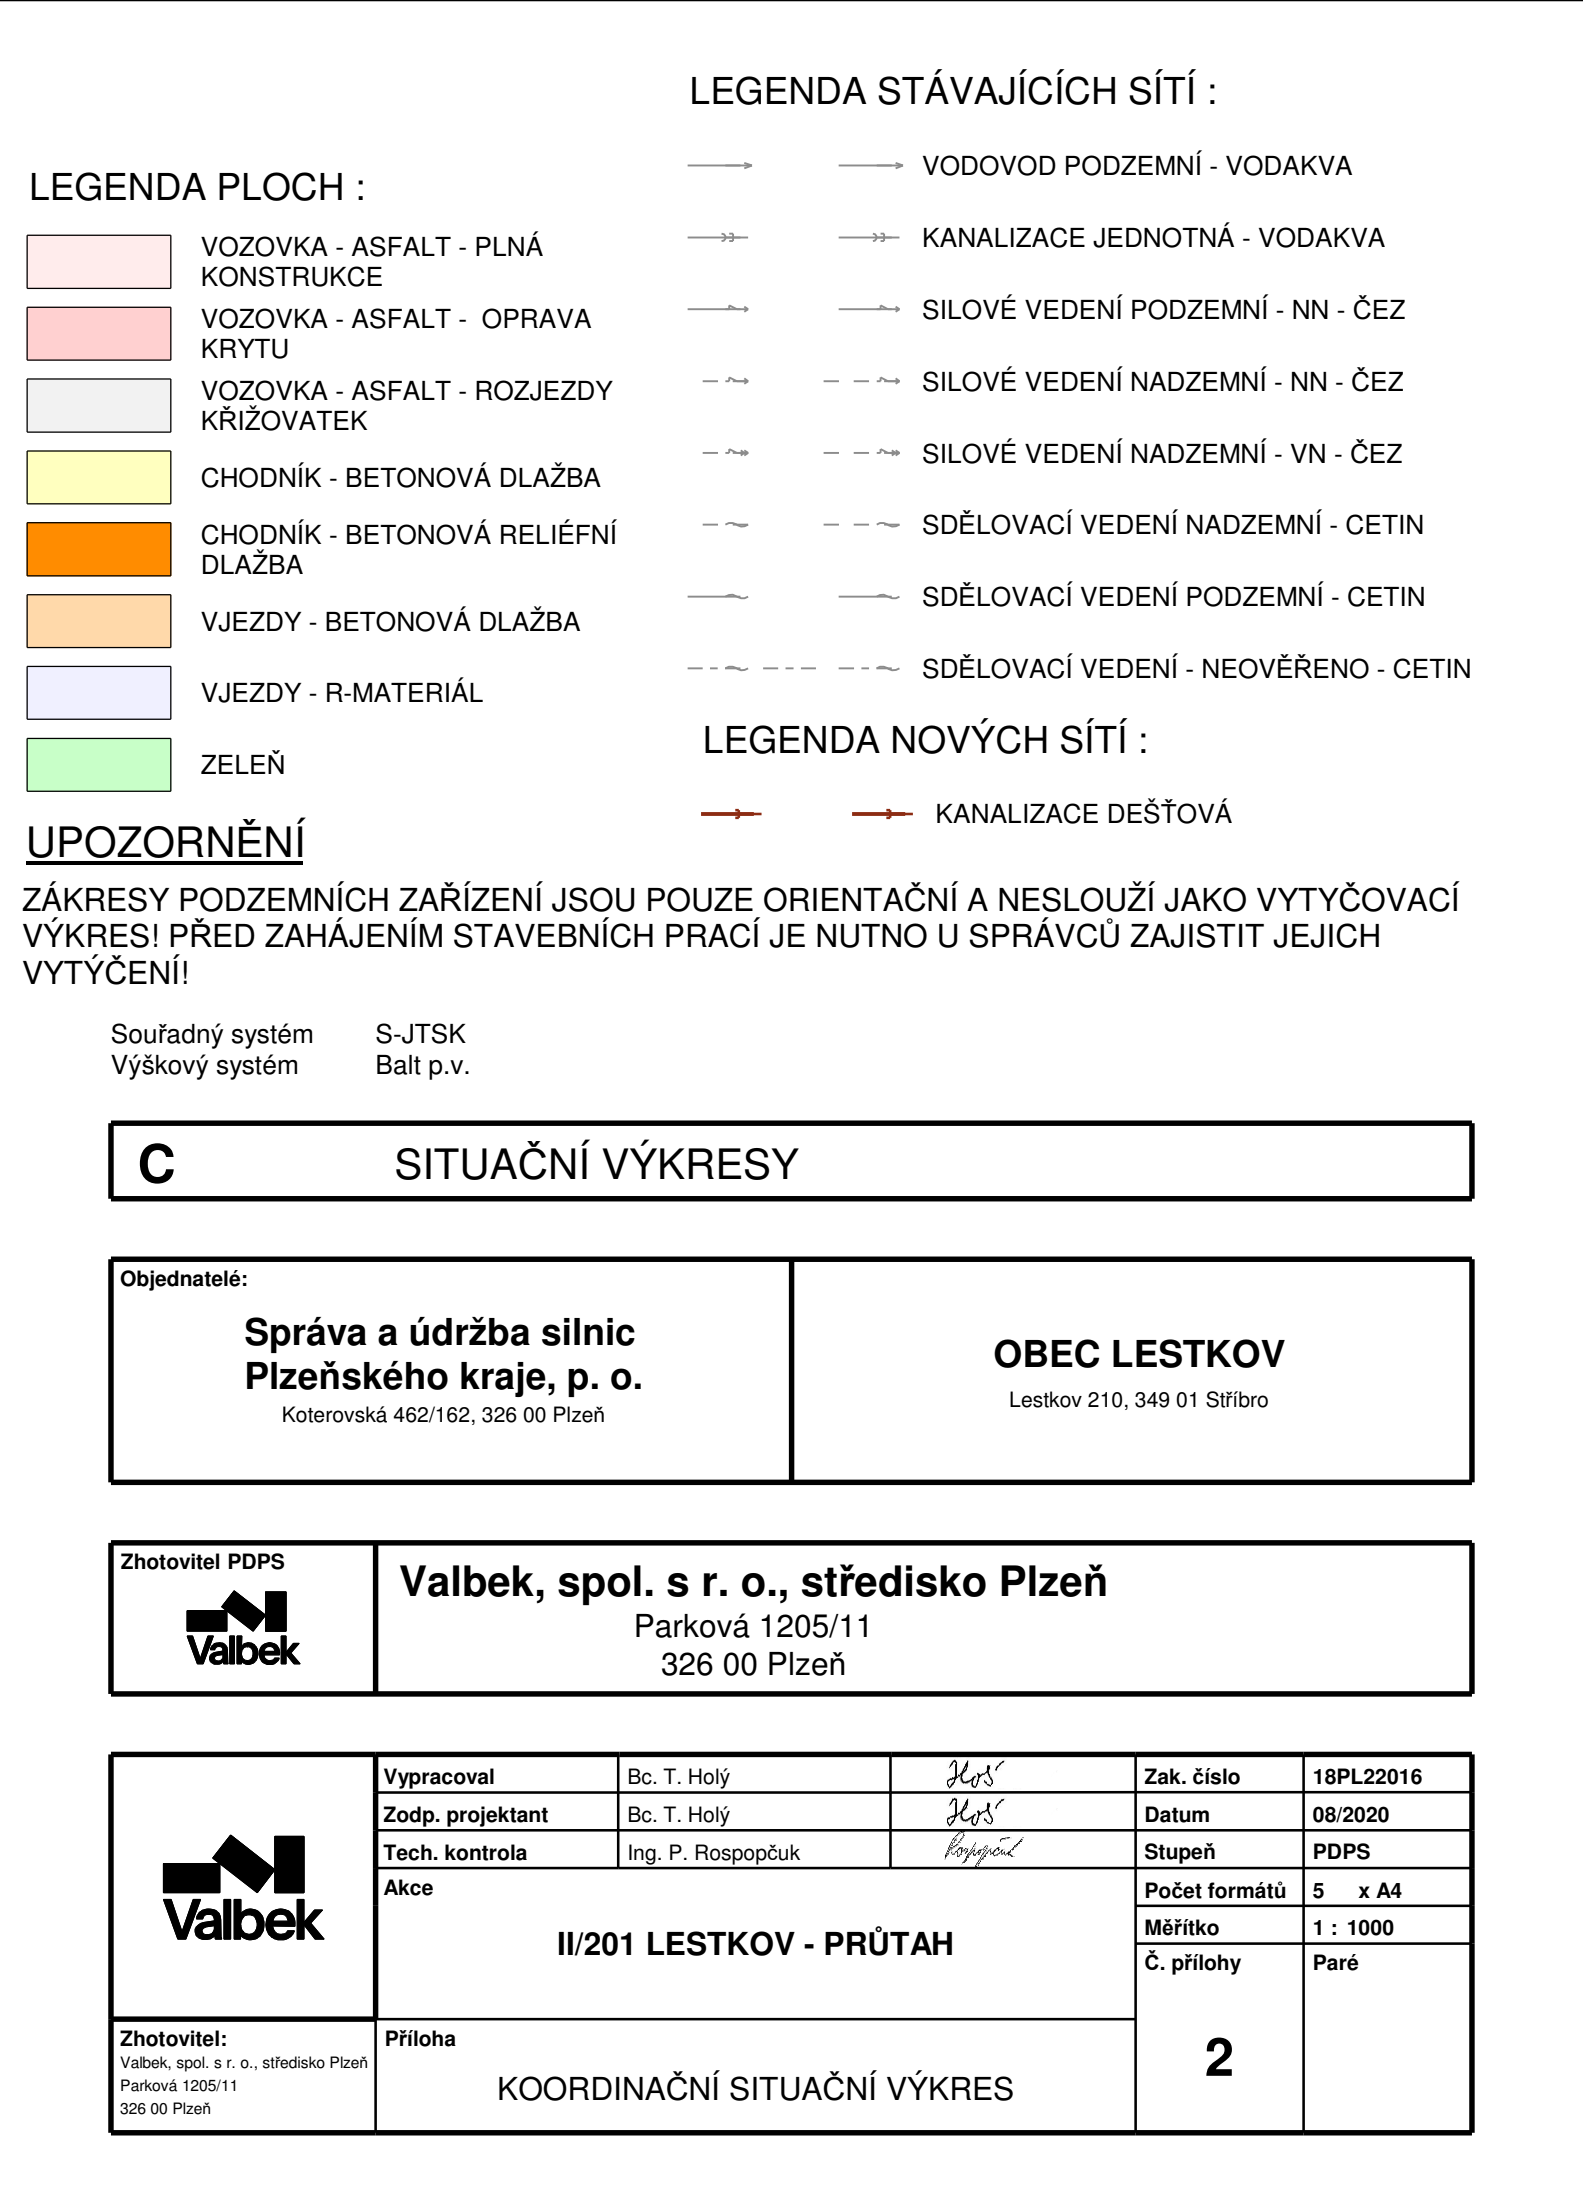 LEGENDA PLOCH :
VOZOVKA - ASFALT - PLNÁ
KONSTRUKCE
VOZOVKA - ASFALT -  OPRAVA
KRYTU
VOZOVKA - ASFALT - ROZJEZDY
KŘIŽOVATEK
CHODNÍK - BETONOVÁ DLAŽBA
CHODNÍK - BETONOVÁ RELIÉFNÍ
DLAŽBA
VJEZDY - BETONOVÁ DLAŽBA
VJEZDY - R-MATERIÁL
ZELEŇ
LEGENDA STÁVAJÍCÍCH SÍTÍ :
VODOVOD PODZEMNÍ - VODAKVA
KANALIZACE JEDNOTNÁ - VODAKVA
SILOVÉ VEDENÍ PODZEMNÍ - NN - ČEZ
SILOVÉ VEDENÍ NADZEMNÍ - NN - ČEZ
SILOVÉ VEDENÍ NADZEMNÍ - VN - ČEZ
SDĚLOVACÍ VEDENÍ NADZEMNÍ - CETIN
SDĚLOVACÍ VEDENÍ PODZEMNÍ - CETIN
SDĚLOVACÍ VEDENÍ - NEOVĚŘENO - CETIN
LEGENDA NOVÝCH SÍTÍ :
KANALIZACE DEŠŤOVÁ
UPOZORNĚNÍ
ZÁKRESY PODZEMNÍCH ZAŘÍZENÍ JSOU POUZE ORIENTAČNÍ A NESLOUŽÍ JAKO VYTYČOVACÍ
VÝKRES! PŘED ZAHÁJENÍM STAVEBNÍCH PRACÍ JE NUTNO U SPRÁVCŮ ZAJISTIT JEJICH
VYTÝČENÍ!
Souřadný systém S-JTSK
Výškový systém Balt p.v.
C SITUAČNÍ VÝKRESY
Objednatelé:
Správa a údržba silnic
Plzeňského kraje, p. o.
Koterovská 462/162, 326 00 Plzeň
OBEC LESTKOV
Lestkov 210, 349 01 Stříbro
Zhotovitel PDPS
Valbek
Valbek, spol. s r. o., středisko Plzeň
Parková 1205/11
326 00 Plzeň
Valbek
Zhotovitel:
Valbek, spol. s r. o., středisko Plzeň
Parková 1205/11
326 00 Plzeň
Vypracoval Bc. T. Holý
Zodp. projektant Bc. T. Holý
Tech. kontrola Ing. P. Rospopčuk
Akce
II/201 LESTKOV - PRŮTAH
Příloha
KOORDINAČNÍ SITUAČNÍ VÝKRES
Zak. číslo 18PL22016
Datum 08/2020
Stupeň PDPS
Počet formátů 5 x A4
Měřítko 1 : 1000
Č. přílohy Paré
2